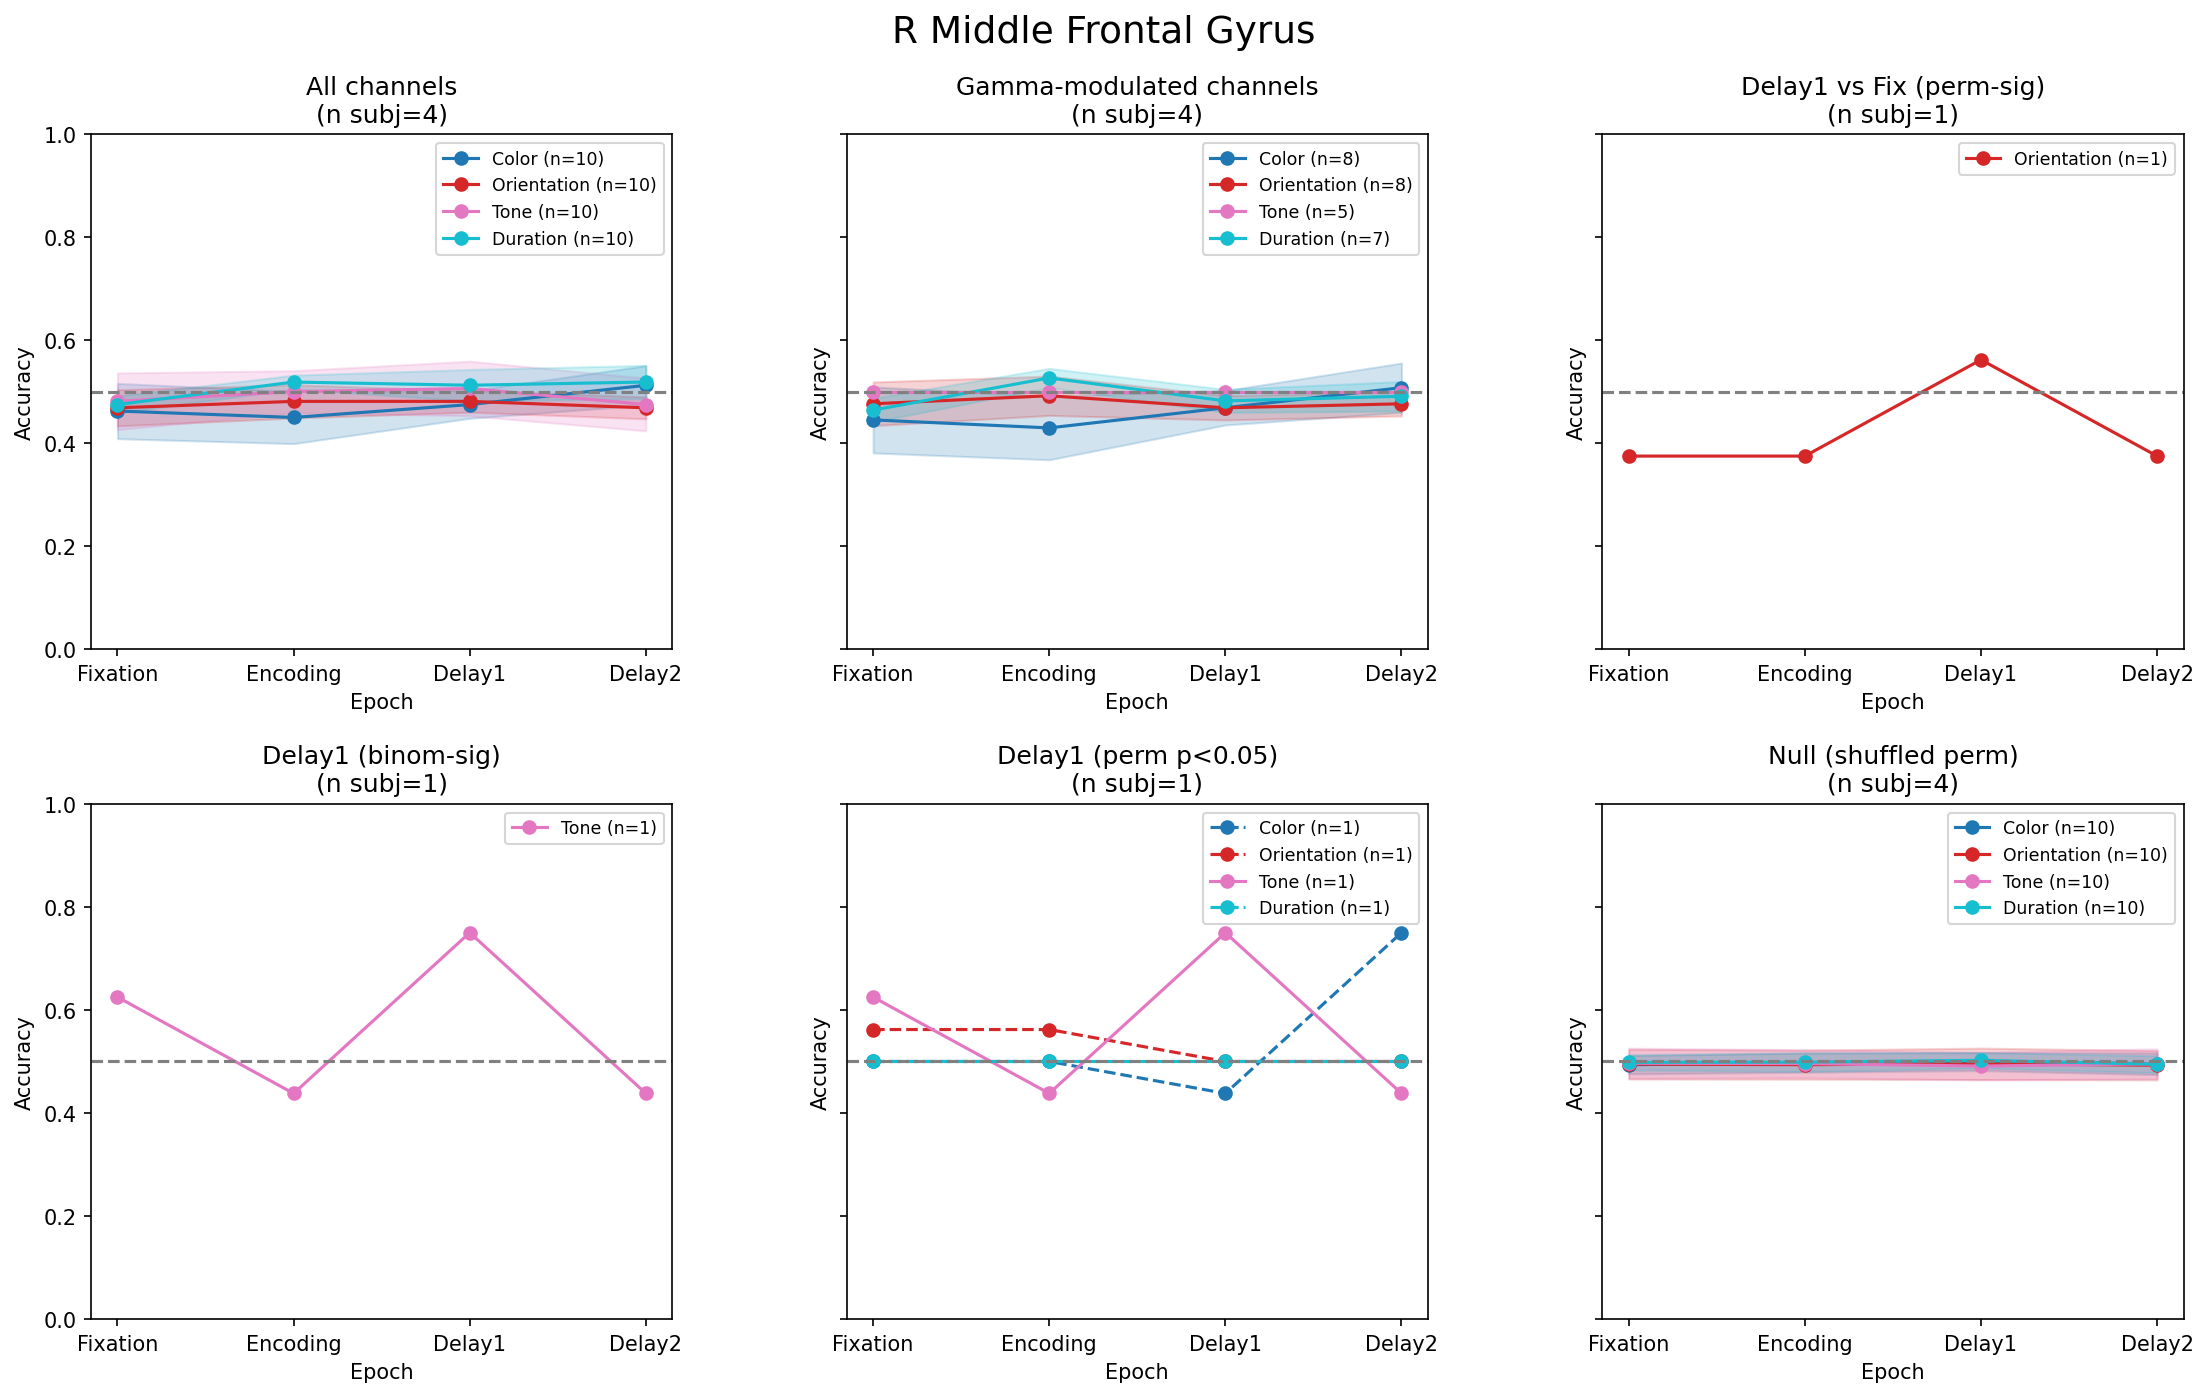 R Middle Frontal Gyrus
All channels
(n subj=4)
1.0
0.8
0.6
0.4
0.2
0.0
Accuracy
Color (n=10)
Orientation (n=10)
Tone (n=10)
Duration (n=10)
Fixation Encoding Delay1 Delay2
Epoch
Gamma-modulated channels
(n subj=4)
Accuracy
Color (n=8)
Orientation (n=8)
Tone (n=5)
Duration (n=7)
Fixation Encoding Delay1 Delay2
Epoch
Delay1 vs Fix (perm-sig)
(n subj=1)
Accuracy
Orientation (n=1)
Fixation Encoding Delay1 Delay2
Epoch
Delay1 (binom-sig)
(n subj=1)
1.0
0.8
0.6
0.4
0.2
0.0
Accuracy
Tone (n=1)
Fixation Encoding Delay1 Delay2
Epoch
Delay1 (perm p<0.05)
(n subj=1)
Accuracy
Color (n=1)
Orientation (n=1)
Tone (n=1)
Duration (n=1)
Fixation Encoding Delay1 Delay2
Epoch
Null (shuffled perm)
(n subj=4)
Accuracy
Color (n=10)
Orientation (n=10)
Tone (n=10)
Duration (n=10)
Fixation Encoding Delay1 Delay2
Epoch